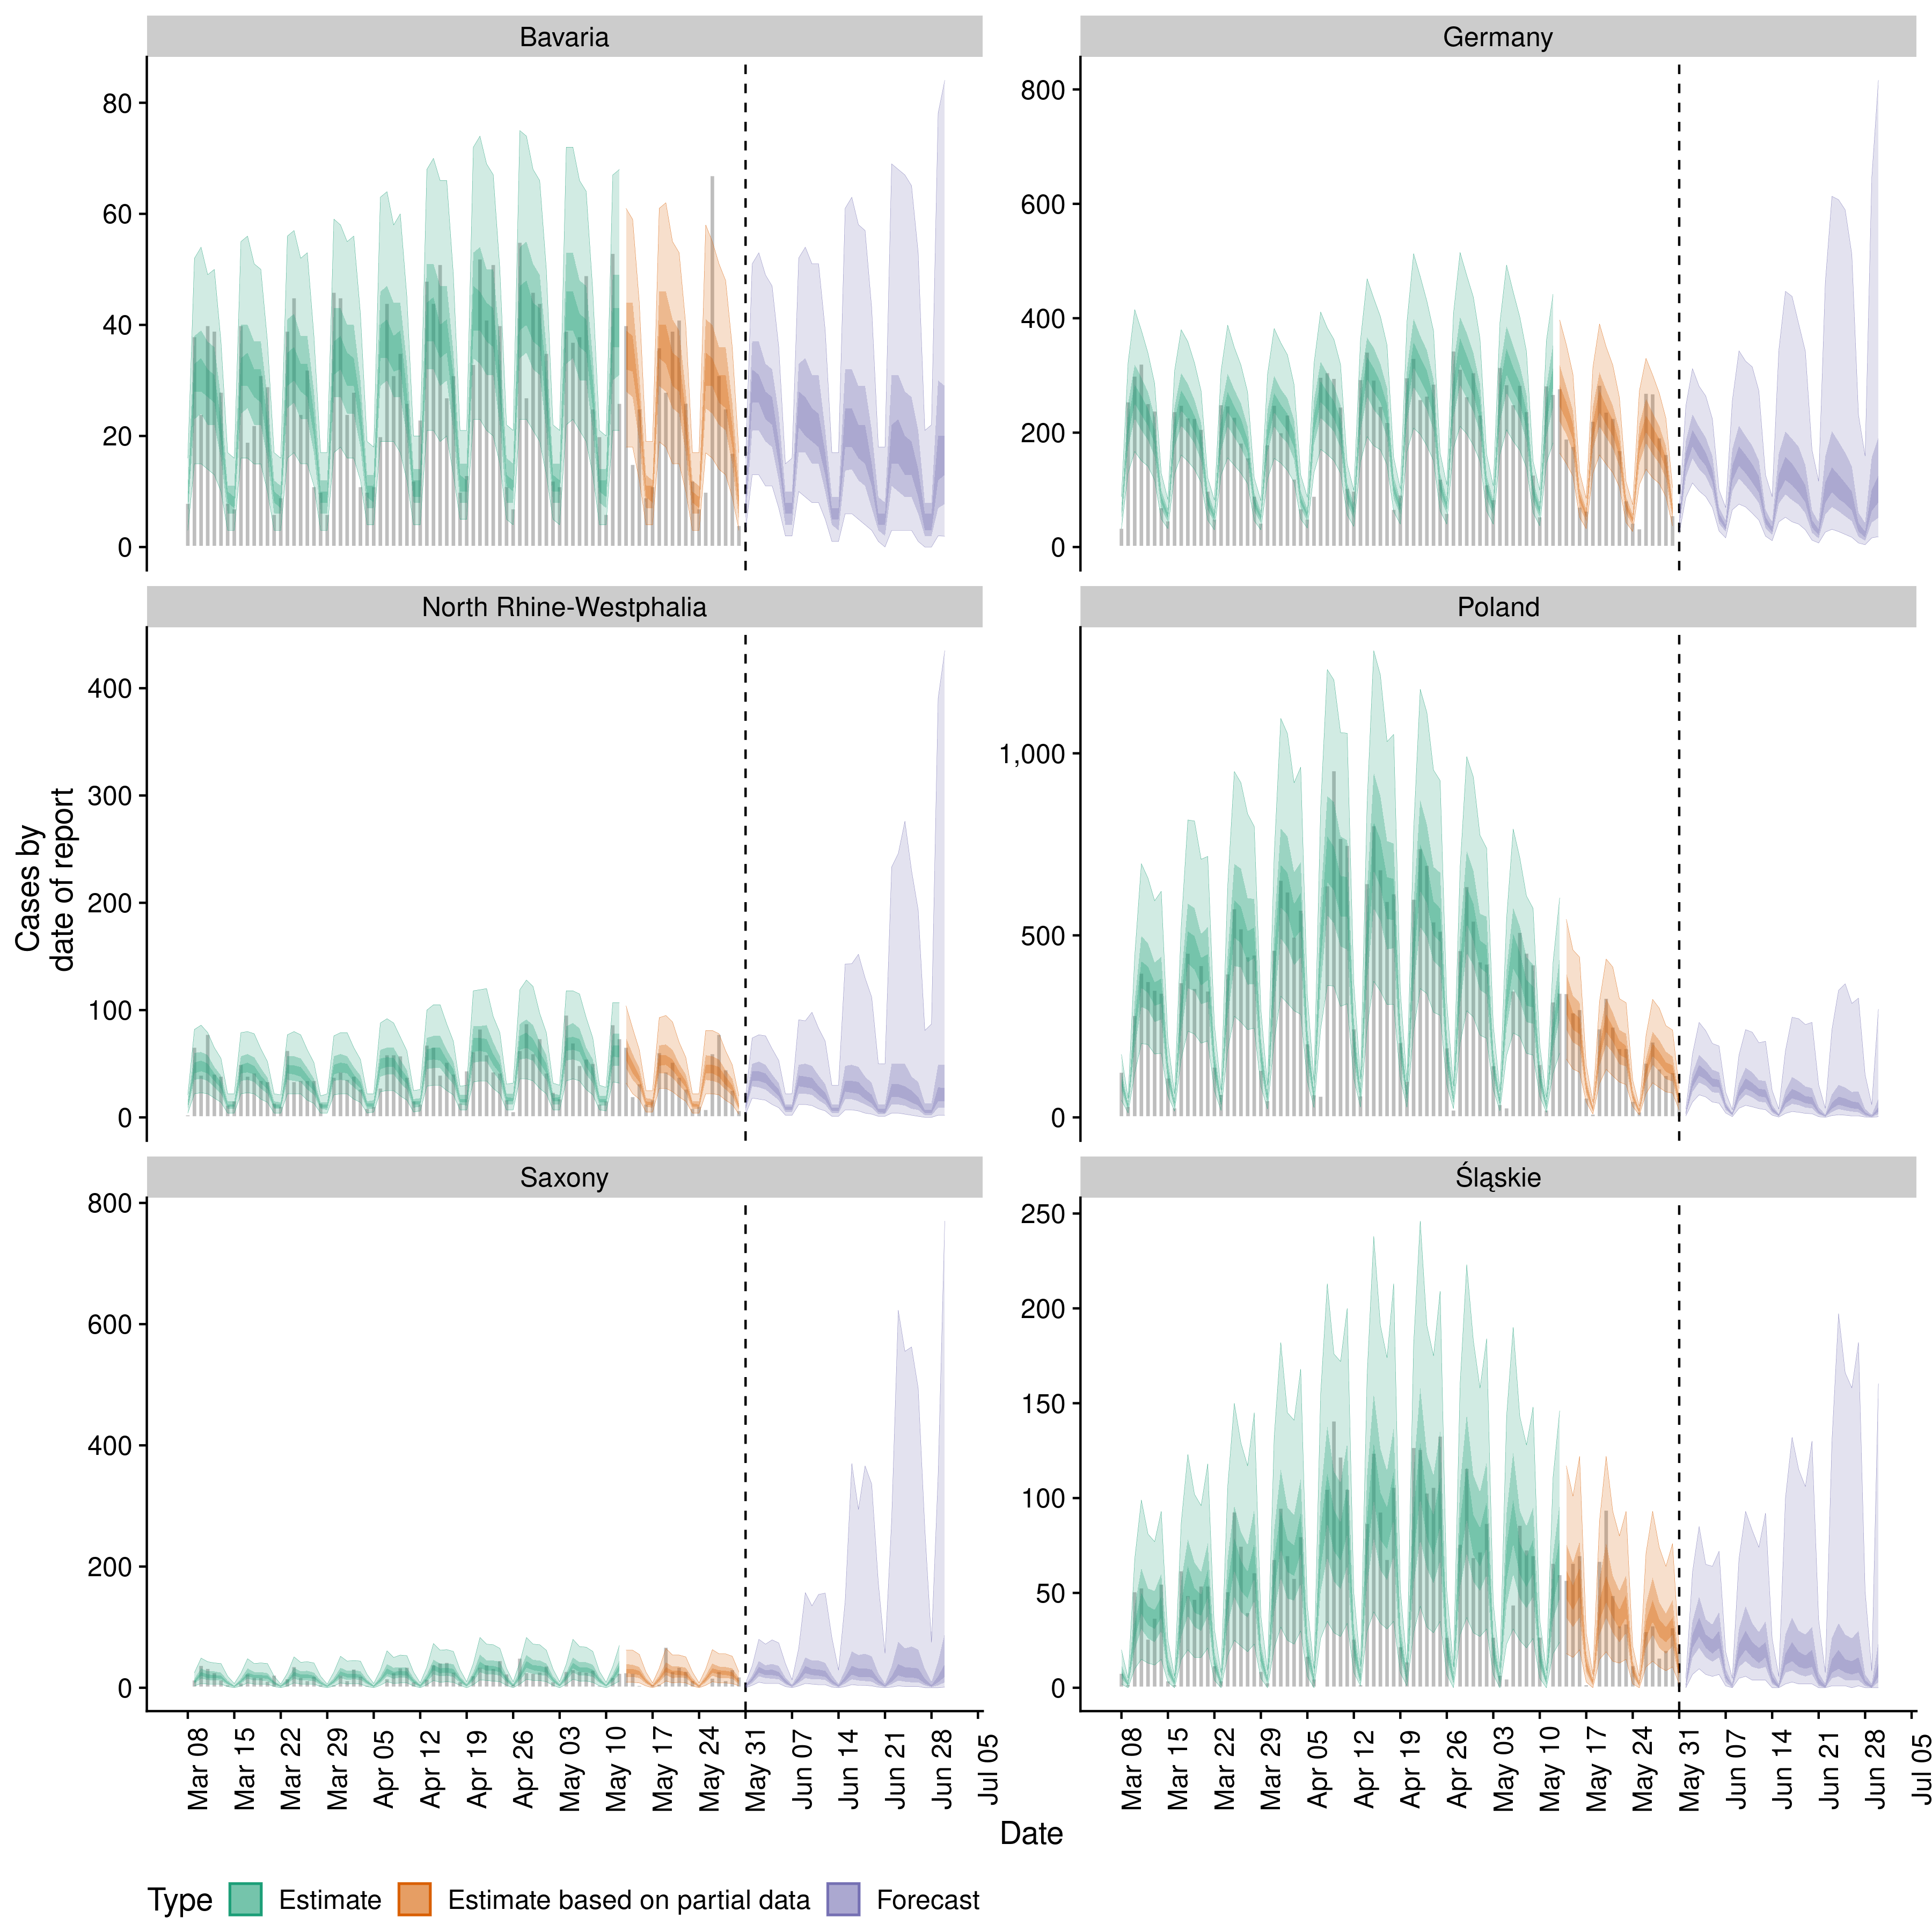 Bavaria
Germany
80
60
40
20
0
800
600
400
200
0
North Rhine-Westphalia
Poland
400
300
200
100
0
1,000
500
0
Saxony
Śląskie
800
600
400
200
0
250
200
150
100
50
0
Cases by
date of report
Mar 08
Mar 15
Mar 22
Mar 29
Apr 05
Apr 12
Apr 19
Apr 26
May 03
May 10
May 17
May 24
May 31
Jun 07
Jun 14
Jun 21
Jun 28
Jul 05
Mar 08
Mar 15
Mar 22
Mar 29
Apr 05
Apr 12
Apr 19
Apr 26
May 03
May 10
May 17
May 24
May 31
Jun 07
Jun 14
Jun 21
Jun 28
Jul 05
Date
Type Estimate Estimate based on partial data Forecast